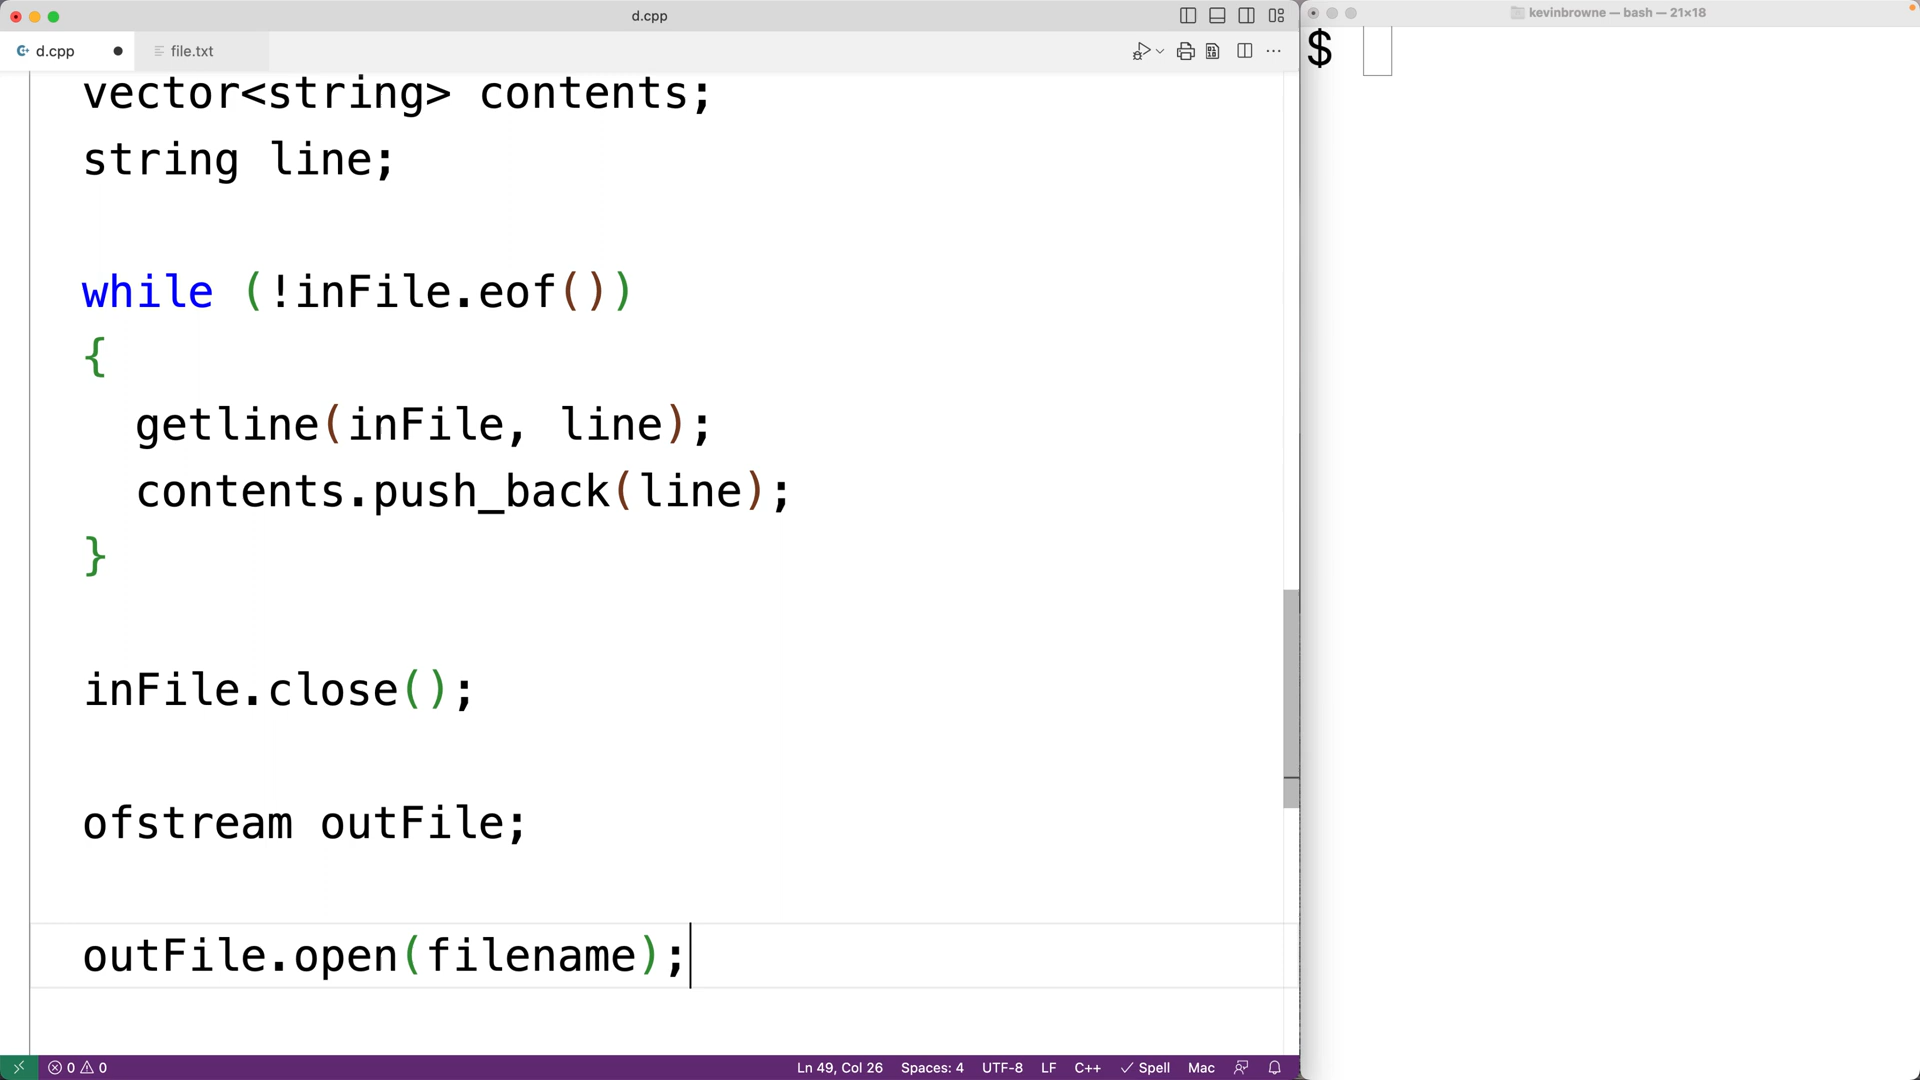 d.cpp
kevinbrowne — bash — 21×18
d.cpp
file.txt
$
vector<string> contents;
string line;
while (!inFile.eof())
{
getline(inFile, line);
contents.push_back(line);
}
inFile.close();
ofstream outFile;
outFile.open(filename);
0 0
Ln 49, Col 26
Spaces: 4
UTF-8
LF
C++
Spell
Mac